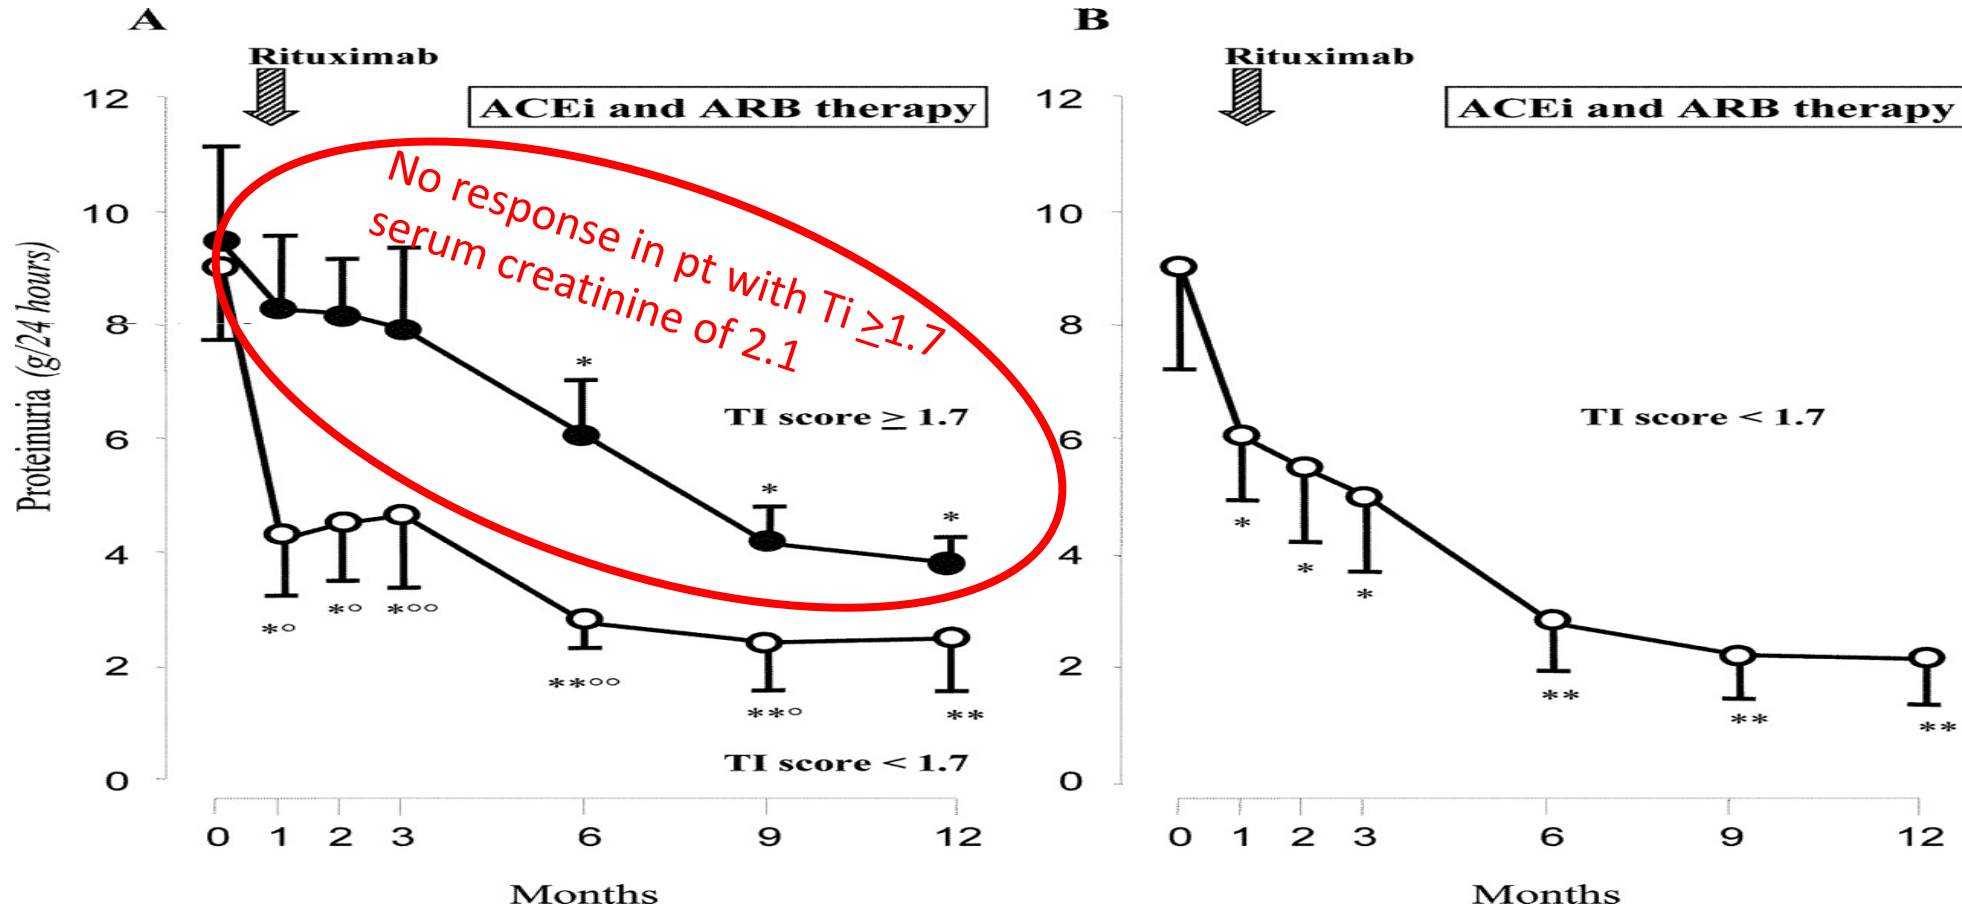 A
Rituximab
ACEi and ARB therapy
12
10
8
6
4
2
0
Proteinuria (g/24 hours)
No response in pt with Ti ≥1.7
serum creatinine of 2.1
*
TI score ≥ 1.7
*
*
*°
*°
*°°
**°°
**°
**
TI score < 1.7
0 1 2 3 6 9 12
Months
B
Rituximab
ACEi and ARB therapy
12
10
8
6
4
2
0
TI score < 1.7
*
*
*
**
**
**
0 1 2 3 6 9 12
Months